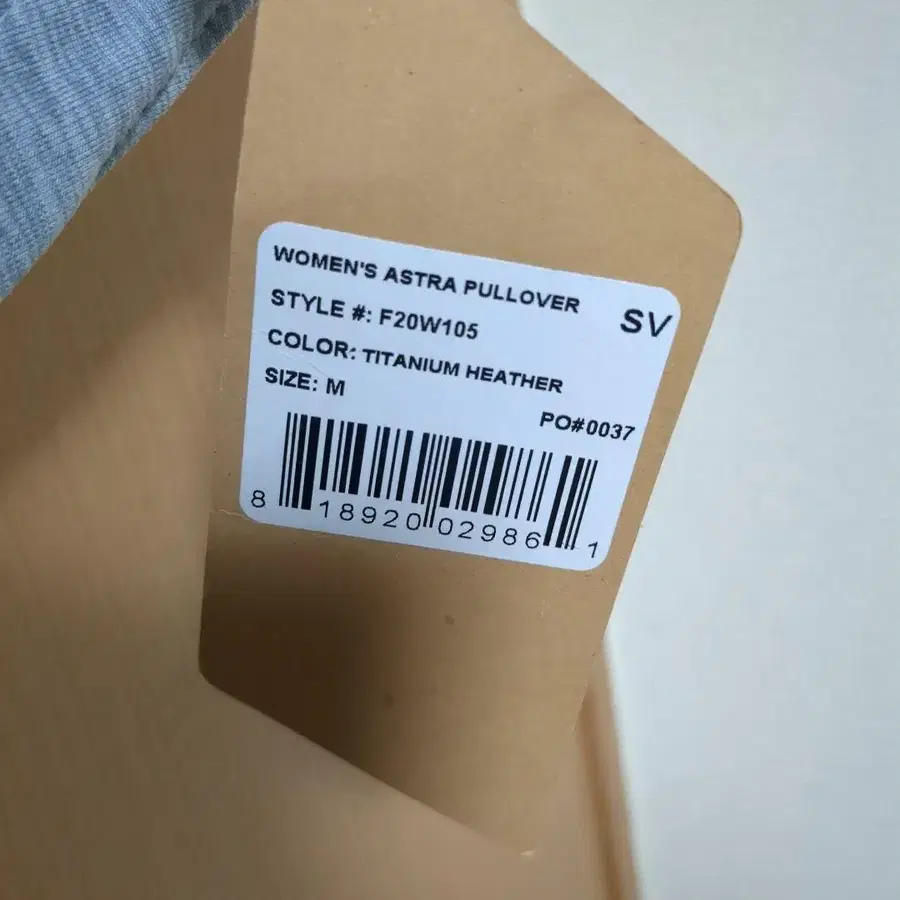 WOMEN'S ASTRA PULLOVER
SV
STYLE #: F20W105
COLOR: TITANIUM HEATHER
SIZE: M
PO#0037
8 18920 02986 1